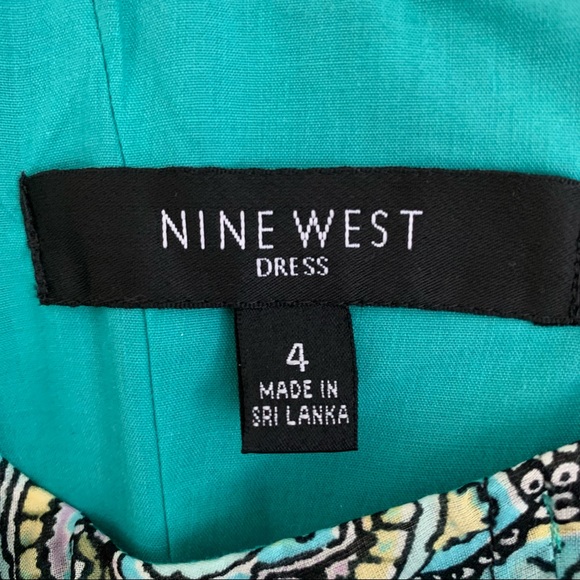 NINE WEST
DRESS
4
MADE IN
SRI LANKA